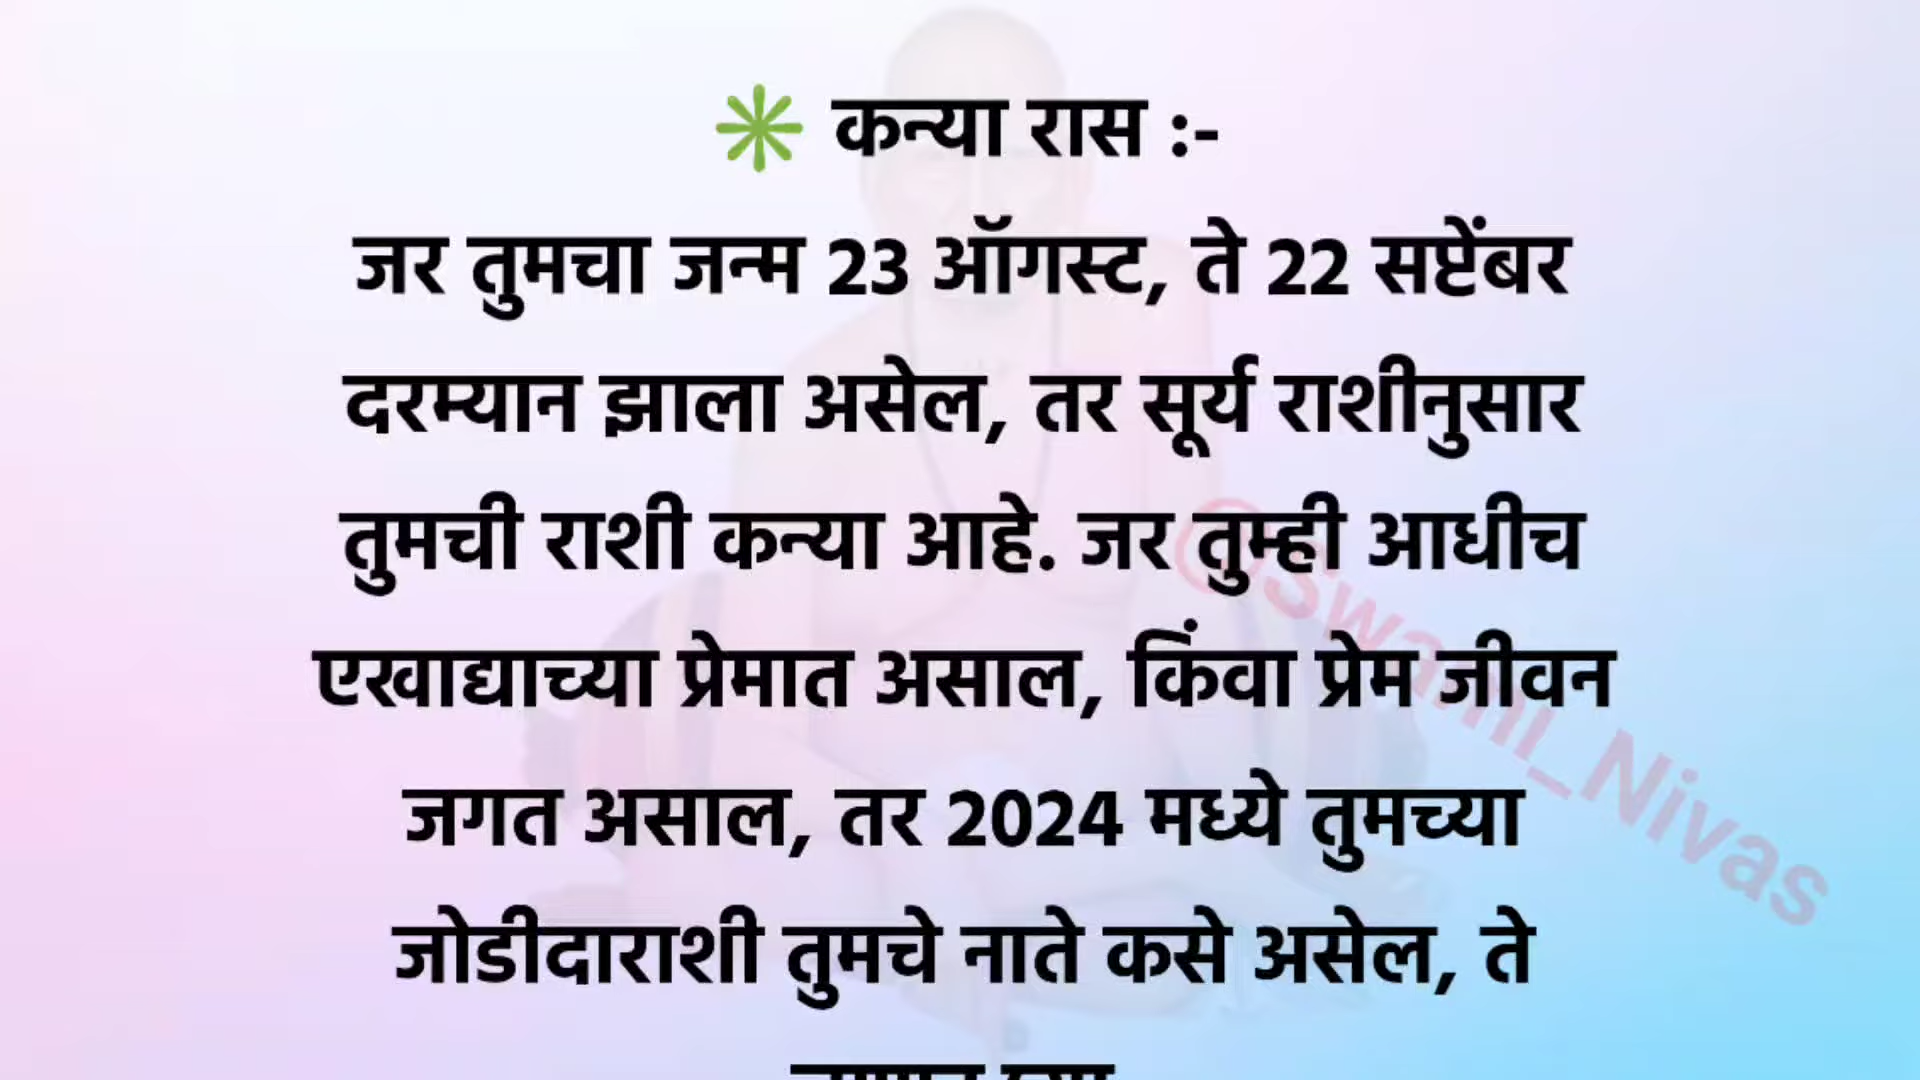 ✳ कन्या रास :-
जर तुमचा जन्म 23 ऑगस्ट, ते 22 सप्टेंबर
दरम्यान झाला असेल, तर सूर्य राशीनुसार
तुमची राशी कन्या आहे. जर तुम्ही आधीच
एखाद्याच्या प्रेमात असाल, किंवा प्रेम जीवन
जगत असाल, तर 2024 मध्ये तुमच्या
जोडीदाराशी तुमचे नाते कसे असेल, ते
@Swami_Nivas